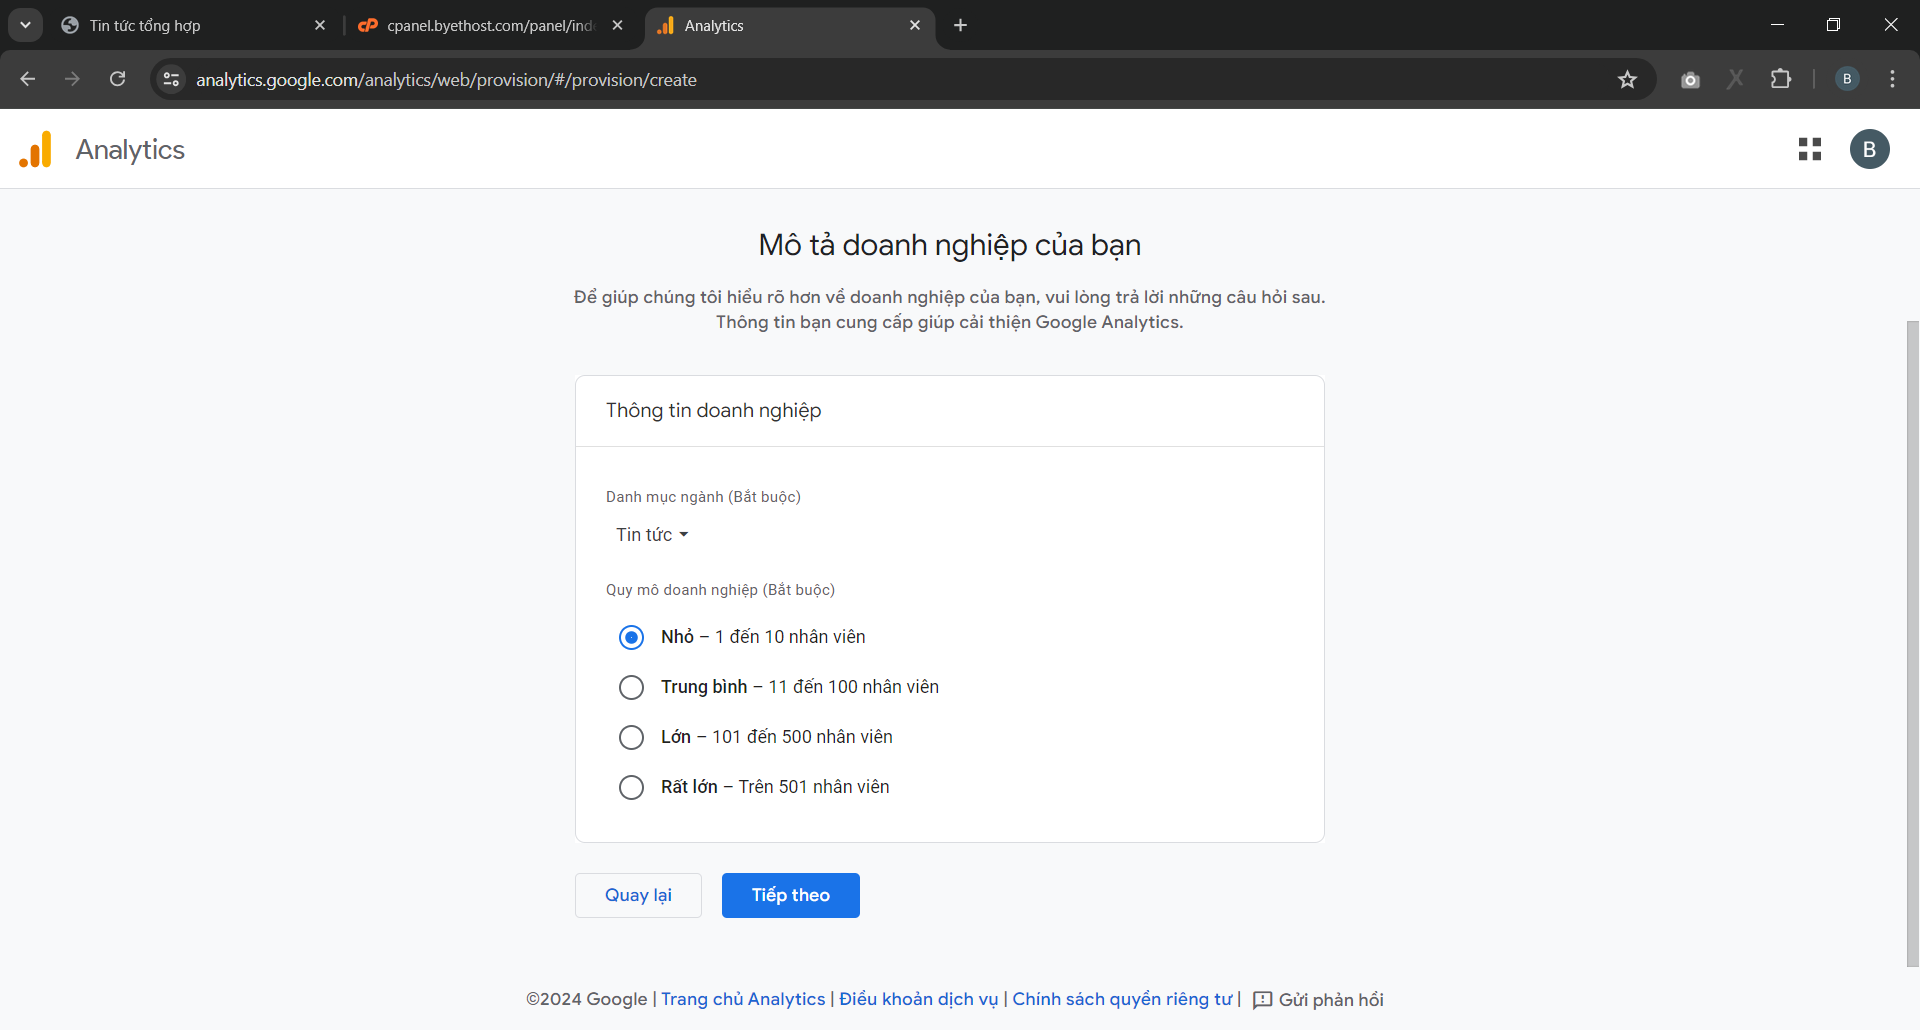 Tin tức tổng hợp
cpanel.byethost.com/panel/ind
Analytics
analytics.google.com/analytics/web/provision/#/provision/create
B
Analytics
B
Mô tả doanh nghiệp của bạn
Để giúp chúng tôi hiểu rõ hơn về doanh nghiệp của bạn, vui lòng trả lời những câu hỏi sau.
Thông tin bạn cung cấp giúp cải thiện Google Analytics.
Thông tin doanh nghiệp
Danh mục ngành (Bắt buộc)
Tin tức
Quy mô doanh nghiệp (Bắt buộc)
Nhỏ – 1 đến 10 nhân viên
Trung bình – 11 đến 100 nhân viên
Lớn – 101 đến 500 nhân viên
Rất lớn – Trên 501 nhân viên
Quay lại
Tiếp theo
©2024 Google | Trang chủ Analytics | Điều khoản dịch vụ | Chính sách quyền riêng tư | Gửi phản hồi